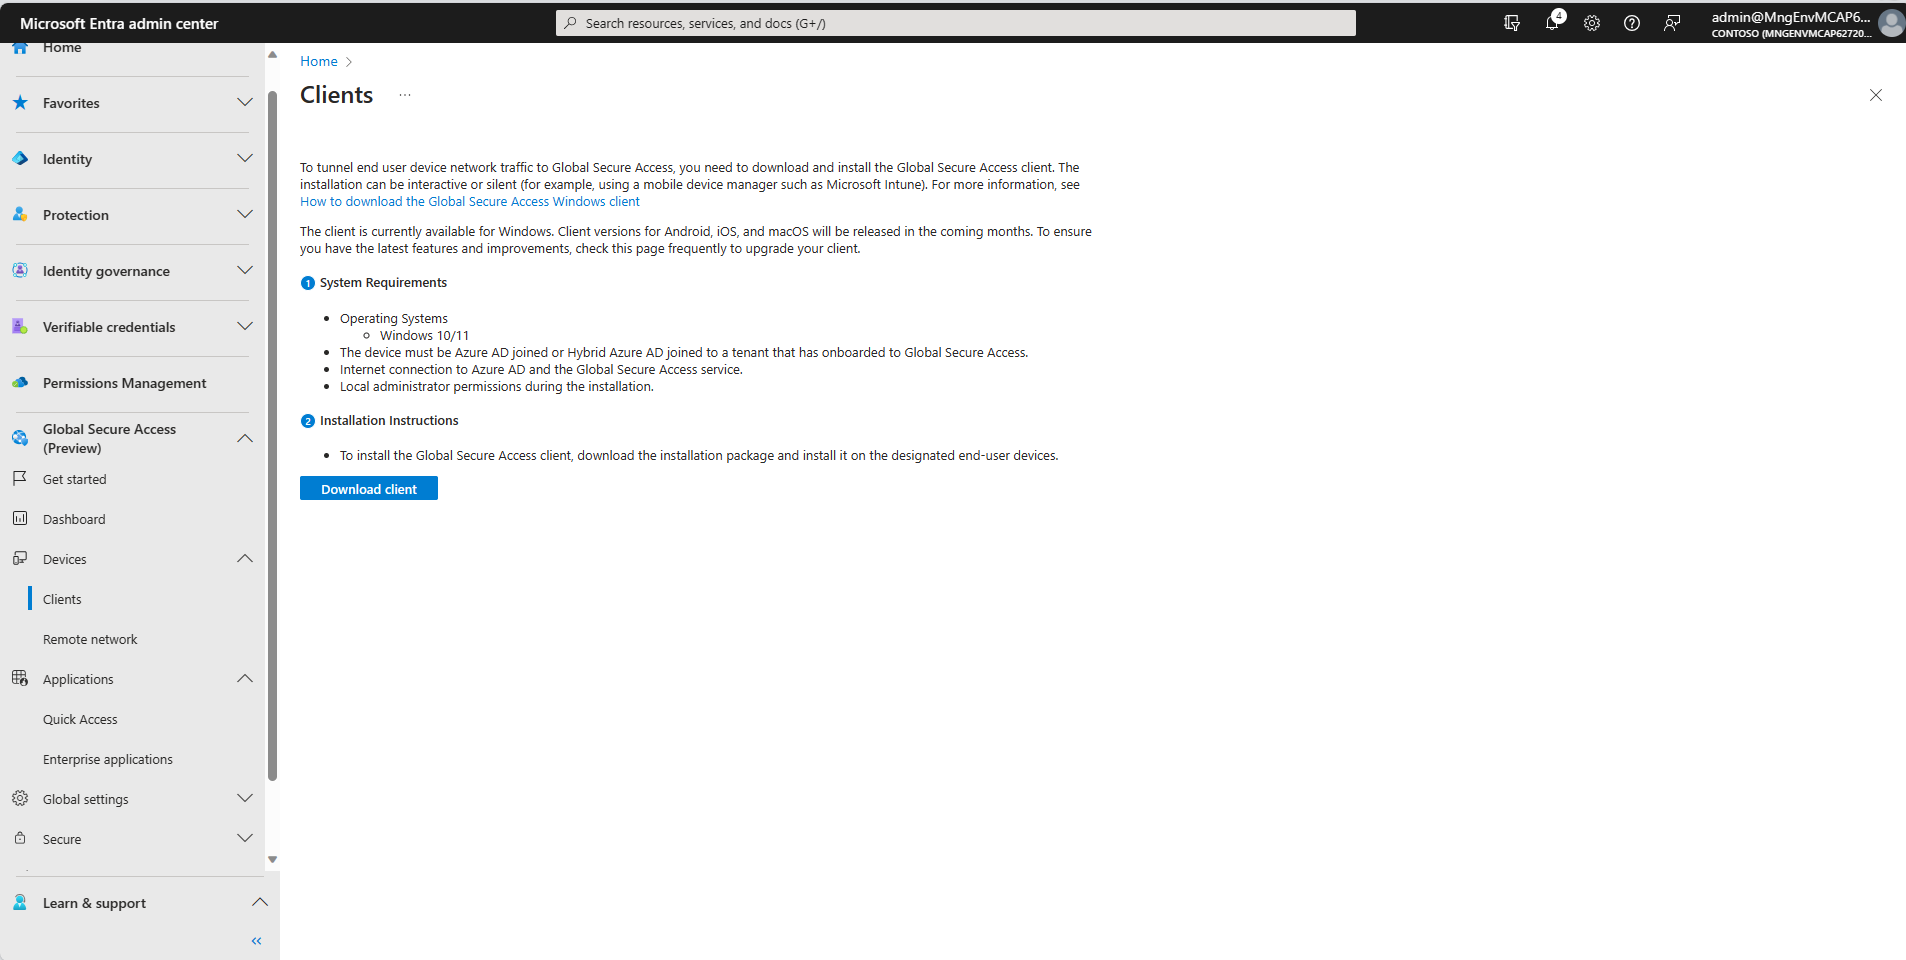 Microsoft Entra admin center
Search resources, services, and docs (G+/)
4
admin@MngEnvMCAP6...
CONTOSO (MNGENVMCAP62720...
Home
Favorites
Identity
Protection
Identity governance
Verifiable credentials
Permissions Management
Global Secure Access
(Preview)
Get started
Dashboard
Devices
Clients
Remote network
Applications
Quick Access
Enterprise applications
Global settings
Secure
Learn & support
Home
Clients
To tunnel end user device network traffic to Global Secure Access, you need to download and install the Global Secure Access client. The
installation can be interactive or silent (for example, using a mobile device manager such as Microsoft Intune). For more information, see
How to download the Global Secure Access Windows client
The client is currently available for Windows. Client versions for Android, iOS, and macOS will be released in the coming months. To ensure
you have the latest features and improvements, check this page frequently to upgrade your client.
1 System Requirements
• Operating Systems
◦ Windows 10/11
• The device must be Azure AD joined or Hybrid Azure AD joined to a tenant that has onboarded to Global Secure Access.
• Internet connection to Azure AD and the Global Secure Access service.
• Local administrator permissions during the installation.
2 Installation Instructions
• To install the Global Secure Access client, download the installation package and install it on the designated end-user devices.
Download client